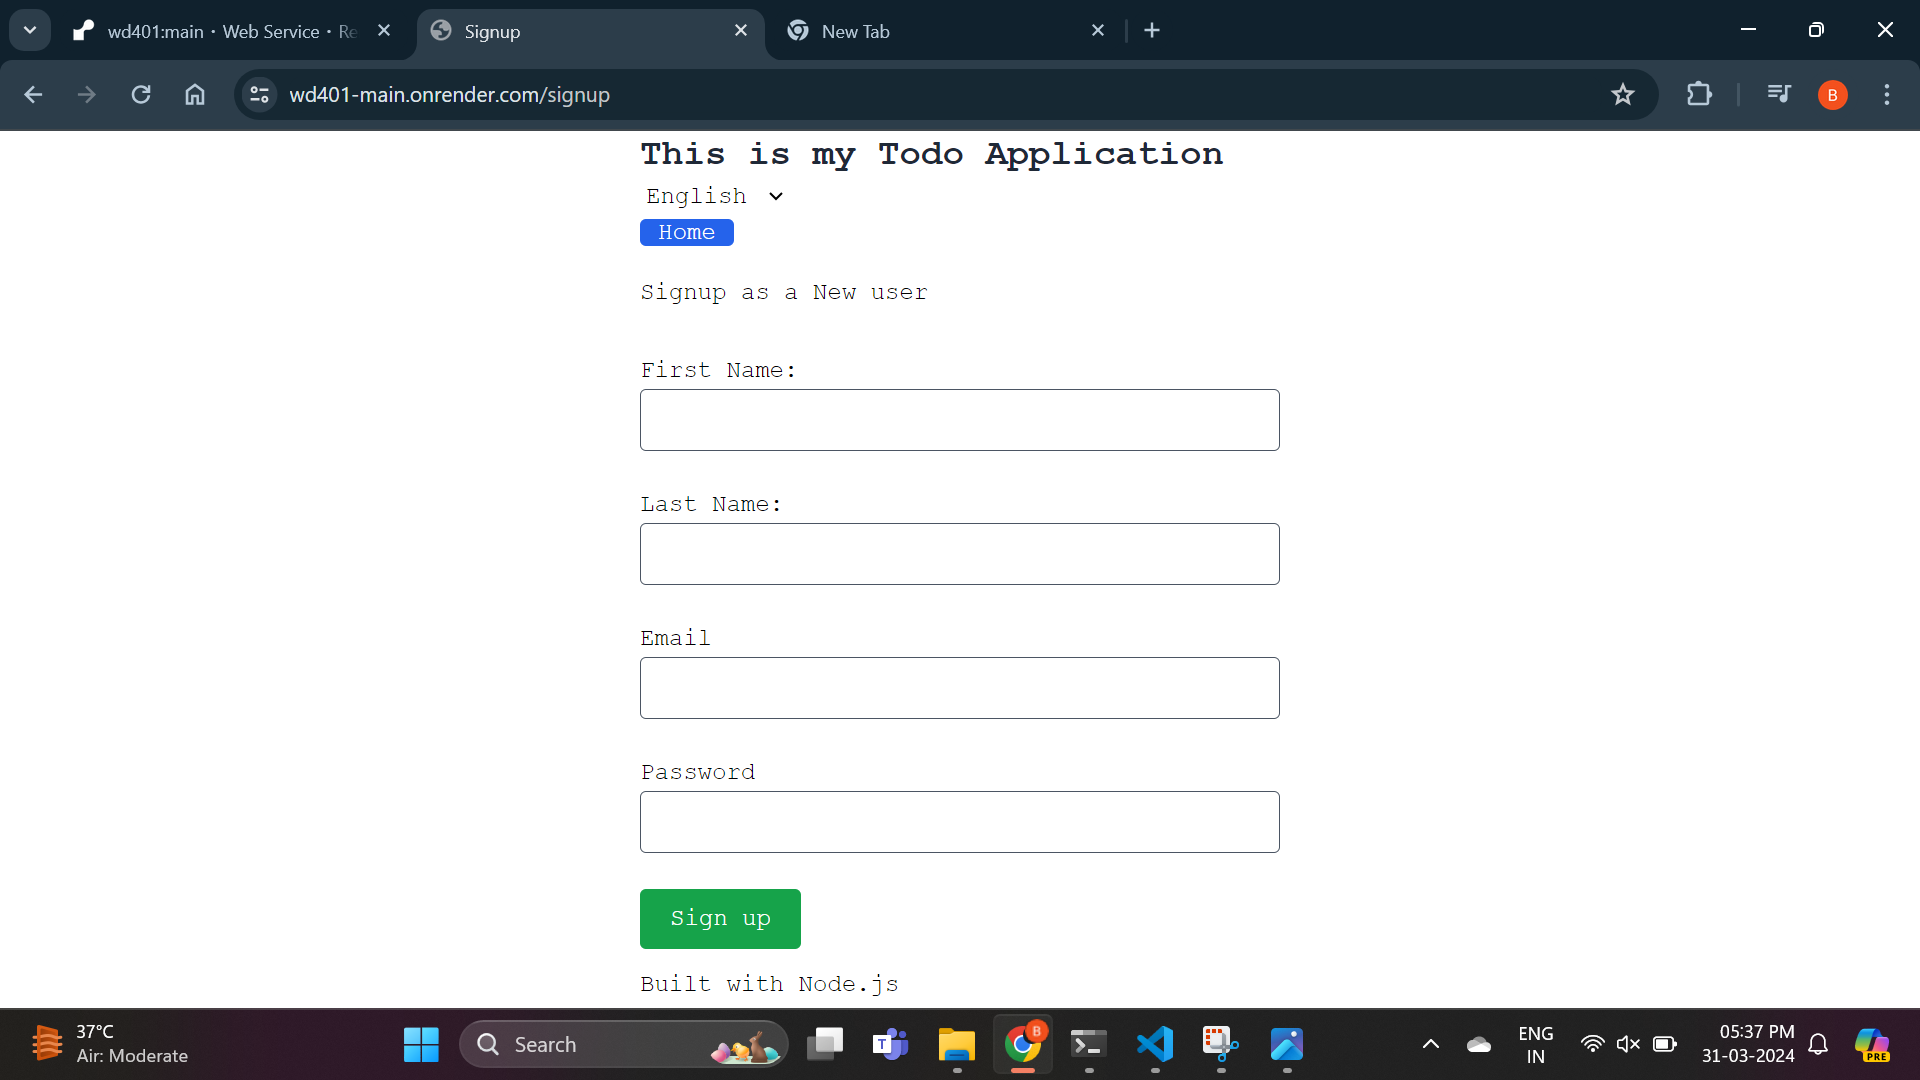 wd401:main · Web Service · Re
Signup
New Tab
wd401-main.onrender.com/signup
B
This is my Todo Application
English
Home
Signup as a New user
First Name:
Last Name:
Email
Password
Sign up
Built with Node.js
37°C
Air: Moderate
Search
T
B
ENG
IN
05:37 PM
31-03-2024
PRE